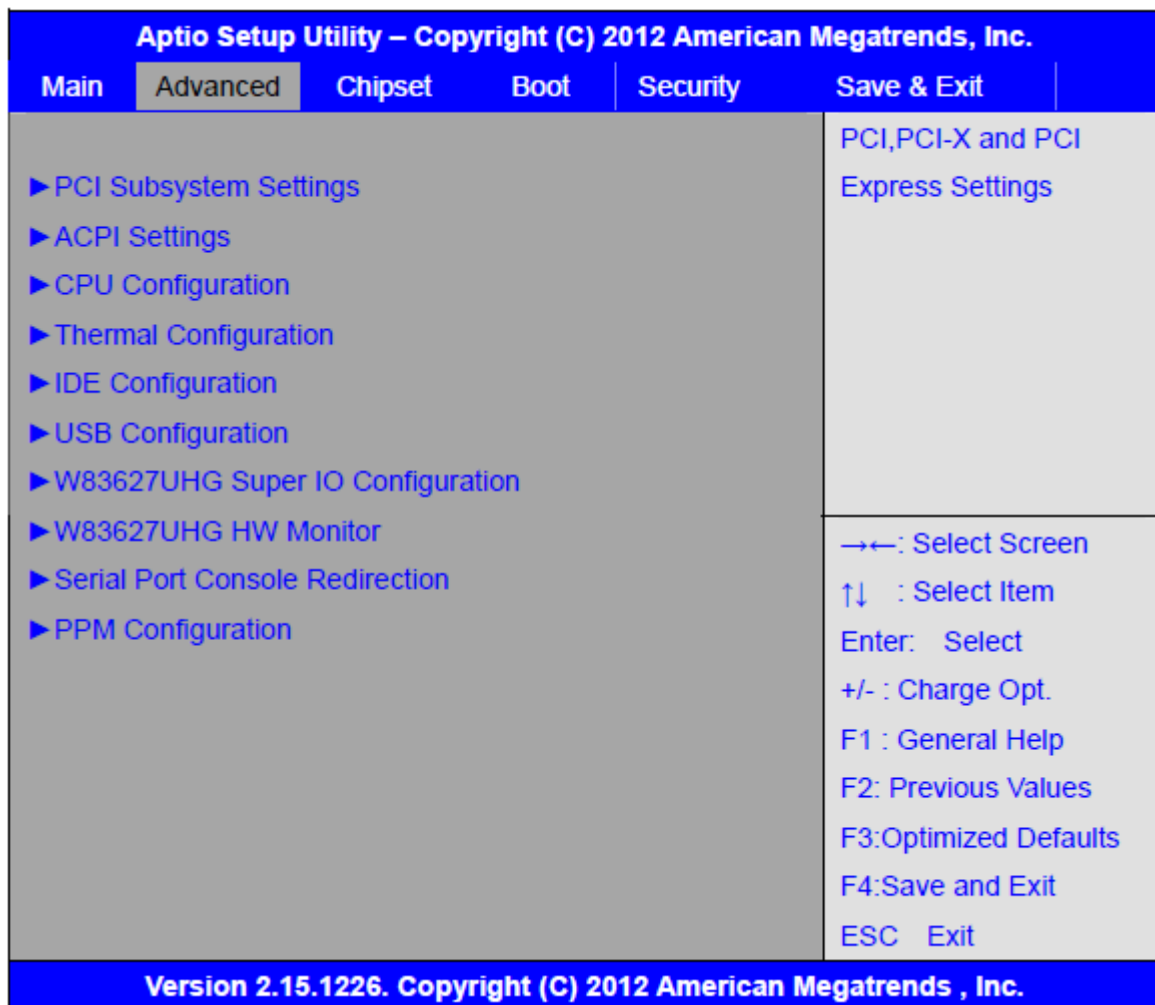 Aptio Setup Utility – Copyright (C) 2012 American Megatrends, Inc.
Main Advanced Chipset Boot Security Save & Exit
►PCI Subsystem Settings
►ACPI Settings
►CPU Configuration
►Thermal Configuration
►IDE Configuration
►USB Configuration
►W83627UHG Super IO Configuration
►W83627UHG HW Monitor
►Serial Port Console Redirection
►PPM Configuration
PCI,PCI-X and PCI
Express Settings
→←: Select Screen
↑↓ : Select Item
Enter: Select
+/- : Charge Opt.
F1 : General Help
F2: Previous Values
F3:Optimized Defaults
F4:Save and Exit
ESC Exit
Version 2.15.1226. Copyright (C) 2012 American Megatrends , Inc.